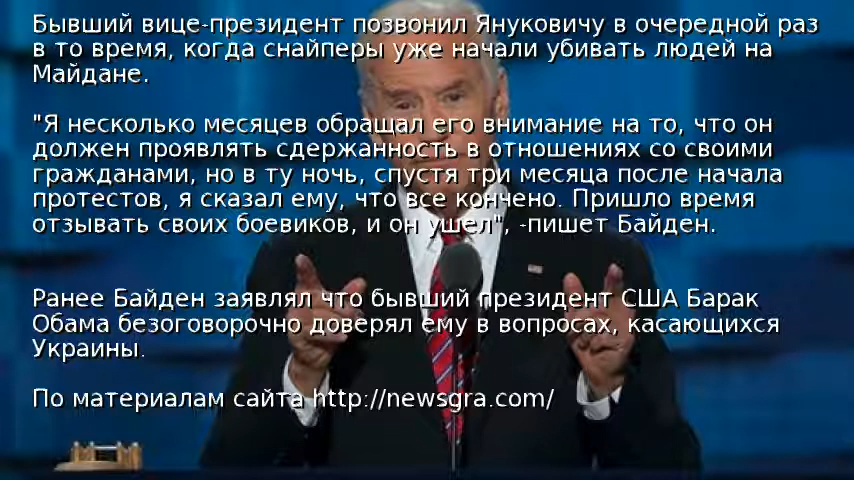 Бывший вице-президент позвонил Януковичу в очередной раз
в то время, когда снайперы уже начали убивать людей на
Майдане.
"Я несколько месяцев обращал его внимание на то, что он
должен проявлять сдержанность в отношениях со своими
гражданами, но в ту ночь, спустя три месяца после начала
протестов, я сказал ему, что все кончено. Пришло время
отзывать своих боевиков, и он ушел", -пишет Байден.
Ранее Байден заявлял что бывший президент США Барак
Обама безоговорочно доверял ему в вопросах, касающихся
Украины.
По материалам сайта http://newsgra.com/